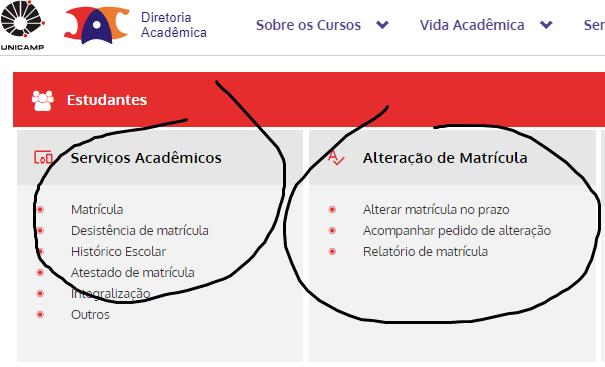 UNICAMP
Diretoria
Acadêmica
Sobre os Cursos
Vida Acadêmica
Ser
Estudantes
Serviços Acadêmicos
Matrícula
Desistência de matrícula
Histórico Escolar
Atestado de matrícula
Integralização
Outros
Alteração de Matrícula
Alterar matrícula no prazo
Acompanhar pedido de alteração
Relatório de matrícula